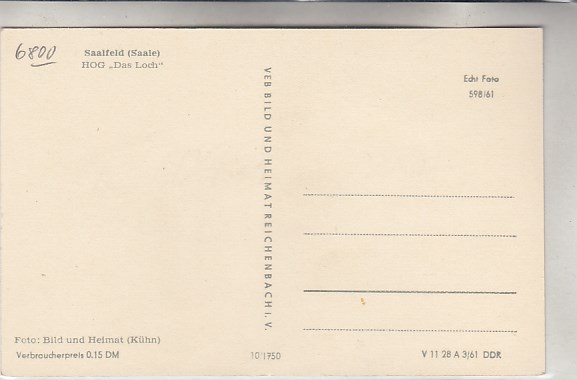 6800
Saalfeld (Saale)
HOG „Das Loch“
VEB BILD UND HEIMAT REICHENBACH I. V.
Echt Foto
598/61
Foto: Bild und Heimat (Kühn)
Verbraucherpreis 0.15 DM
10/1750
V 11 28 A 3/61 DDR